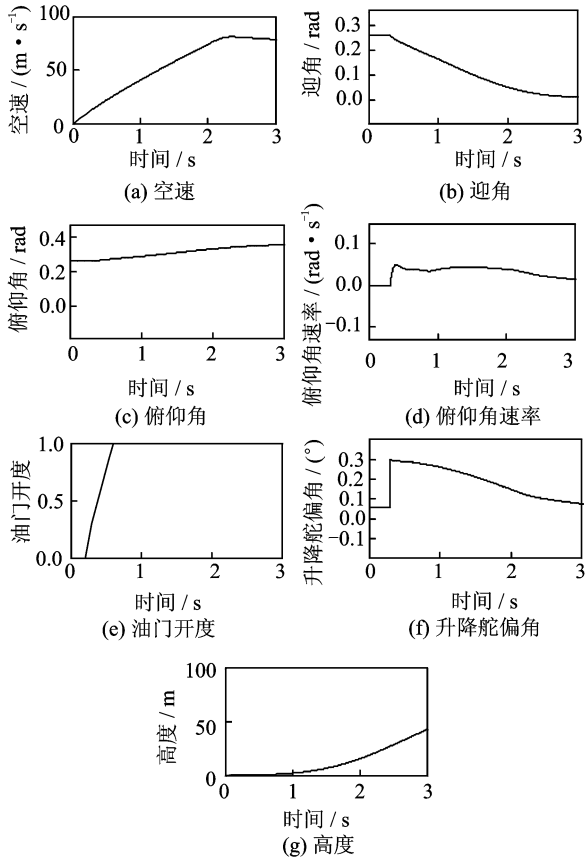 空速 / (m·s⁻¹)
100
50
0
0 1 2 3
时间 / s
(a) 空速
迎角 / rad
0.3
0.2
0.1
0.0
0 1 2 3
时间 / s
(b) 迎角
俯仰角 / rad
0.4
0.2
0.0
0 1 2 3
时间 / s
(c) 俯仰角
俯仰角速率 / (rad·s⁻¹)
0.1
0.0
−0.1
0 1 2 3
时间 / s
(d) 俯仰角速率
油门开度
1.0
0.5
0.0
0 1 2 3
时间 / s
(e) 油门开度
升降舵偏角 / (°)
0.3
0.2
0.1
0.0
−0.1
0 1 2 3
时间 / s
(f) 升降舵偏角
高度 / m
100
50
0
0 1 2 3
时间 / s
(g) 高度